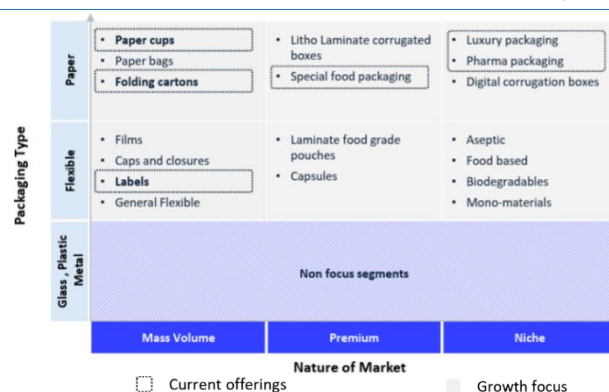 Packaging Type
Paper
• Paper cups
• Paper bags
• Folding cartons
• Litho Laminate corrugated
boxes
• Special food packaging
• Luxury packaging
• Pharma packaging
• Digital corrugation boxes
Flexible
• Films
• Caps and closures
• Labels
• General Flexible
• Laminate food grade
pouches
• Capsules
• Aseptic
• Food based
• Biodegradables
• Mono-materials
Glass , Plastic
Metal
Non focus segments
Mass Volume
Premium
Niche
Nature of Market
Current offerings
Growth focus